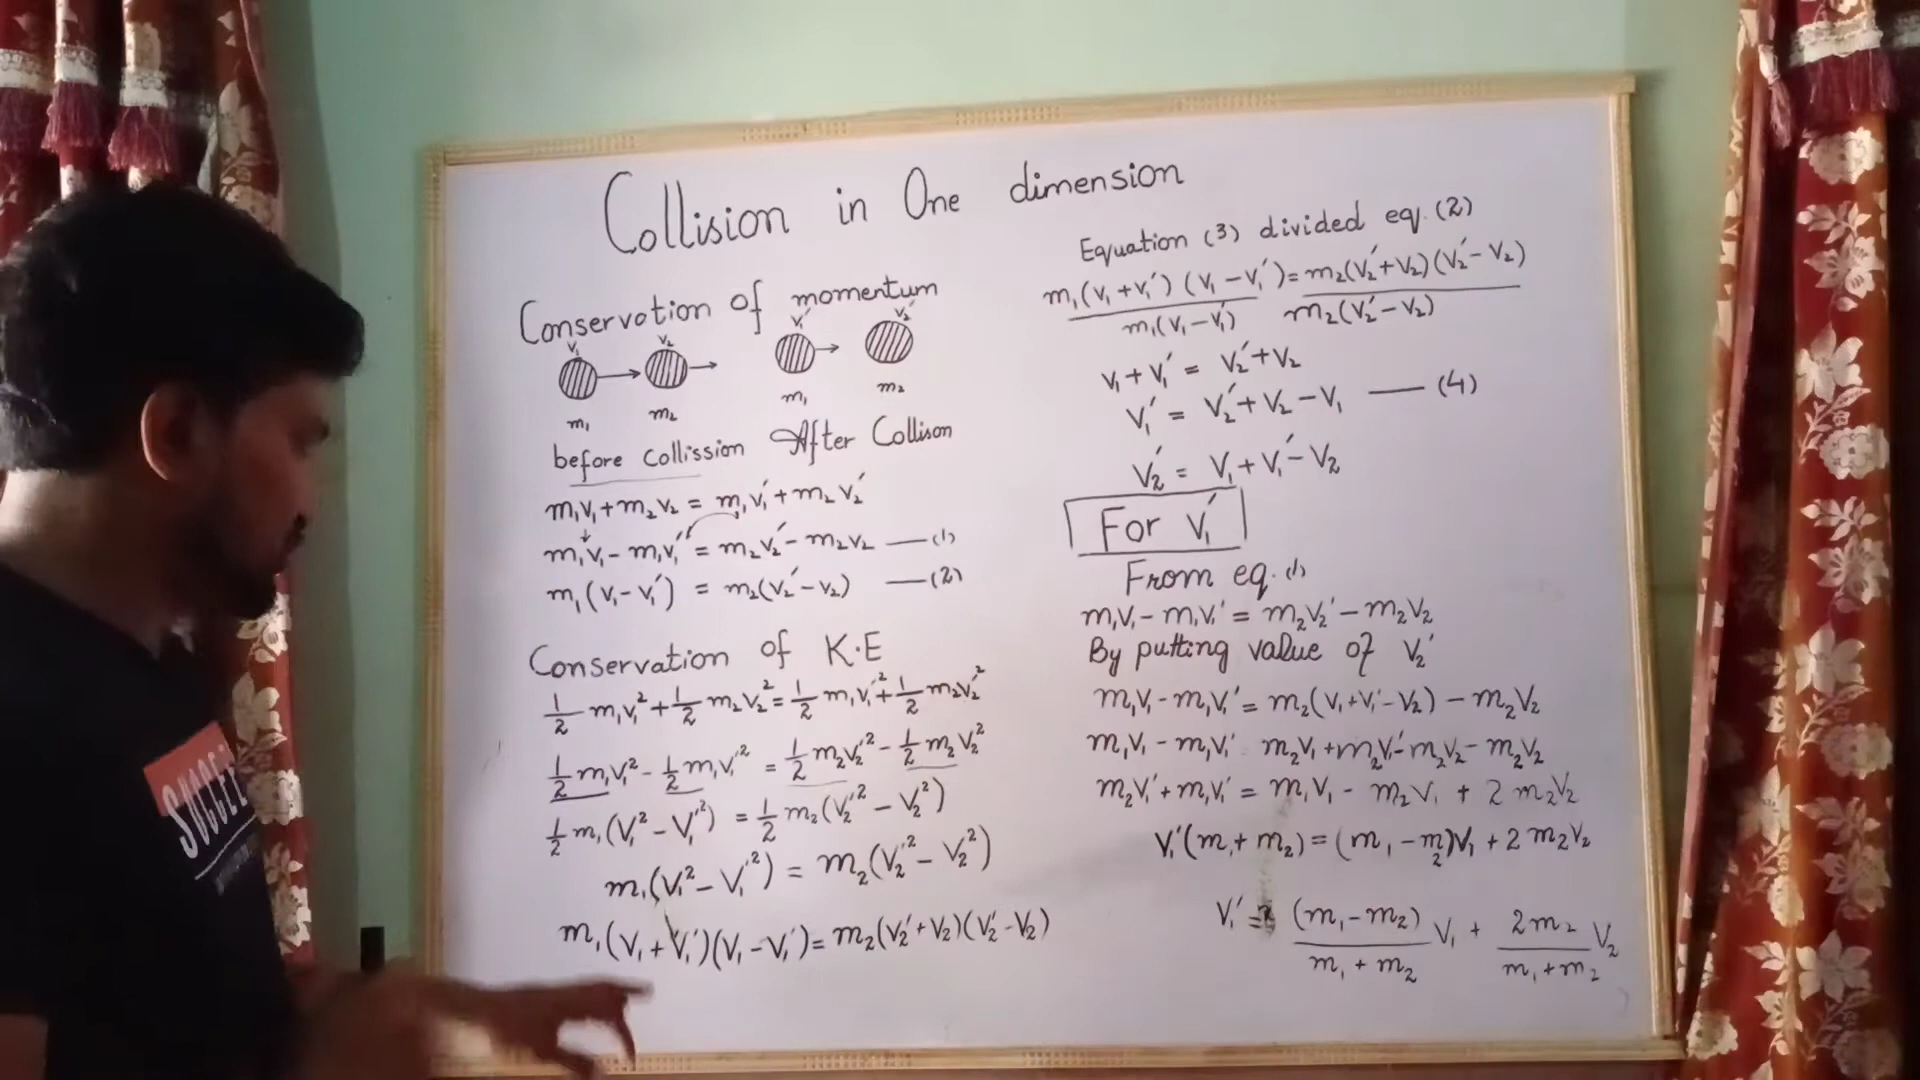 Collision in One dimension
Conservation of momentum
V₁ V₂ V₁′ V₂′
m₁ m₂ m₁ m₂
before Collission After Collison
m₁V₁+m₂V₂ = m₁V₁′+m₂V₂′
m₁V₁-m₁V₁′ = m₂V₂′-m₂V₂ —(1)
m₁(V₁-V₁′) = m₂(V₂′-V₂) —(2)
Conservation of K.E
1/2 m₁V₁²+1/2 m₂V₂²=1/2 m₁V₁′²+1/2 m₂V₂′²
1/2 m₁V₁²-1/2 m₁V₁′² = 1/2 m₂V₂′²-1/2 m₂V₂²
1/2 m₁(V₁²-V₁′²) = 1/2 m₂(V₂′²-V₂²)
m₁(V₁²-V₁′²) = m₂(V₂′²-V₂²)
m₁(V₁+V₁′)(V₁-V₁′)=m₂(V₂′+V₂)(V₂′-V₂)
Equation (3) divided eq.(2)
m₁(V₁+V₁′)(V₁-V₁′)=m₂(V₂′+V₂)(V₂′-V₂)
m₁(V₁-V₁′) m₂(V₂′-V₂)
V₁+V₁′ = V₂′+V₂
V₁′ = V₂′+V₂-V₁ —(4)
V₂′ = V₁+V₁′-V₂
For V₁′
From eq.(1)
m₁V₁-m₁V₁′=m₂V₂′-m₂V₂
By putting value of V₂′
m₁V₁-m₁V₁′=m₂(V₁+V₁′-V₂)-m₂V₂
m₁V₁-m₁V₁′ m₂V₁+m₂V₁′-m₂V₂-m₂V₂
m₂V₁′+m₁V₁′ = m₁V₁-m₂V₁+2m₂V₂
V₁′(m₁+m₂)=(m₁-m₂)V₁+2m₂V₂
V₁′= (m₁-m₂)/m₁+m₂ V₁ + 2m₂/m₁+m₂ V₂